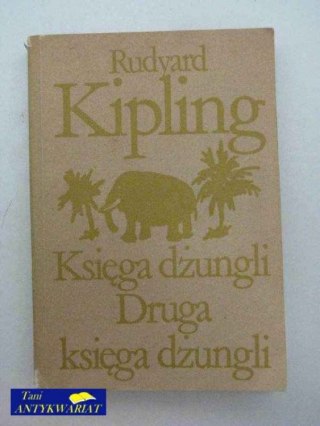 Rudyard
Kipling
Księga dżungli
Druga
księga dżungli
Tani
ANTYKWARIAT